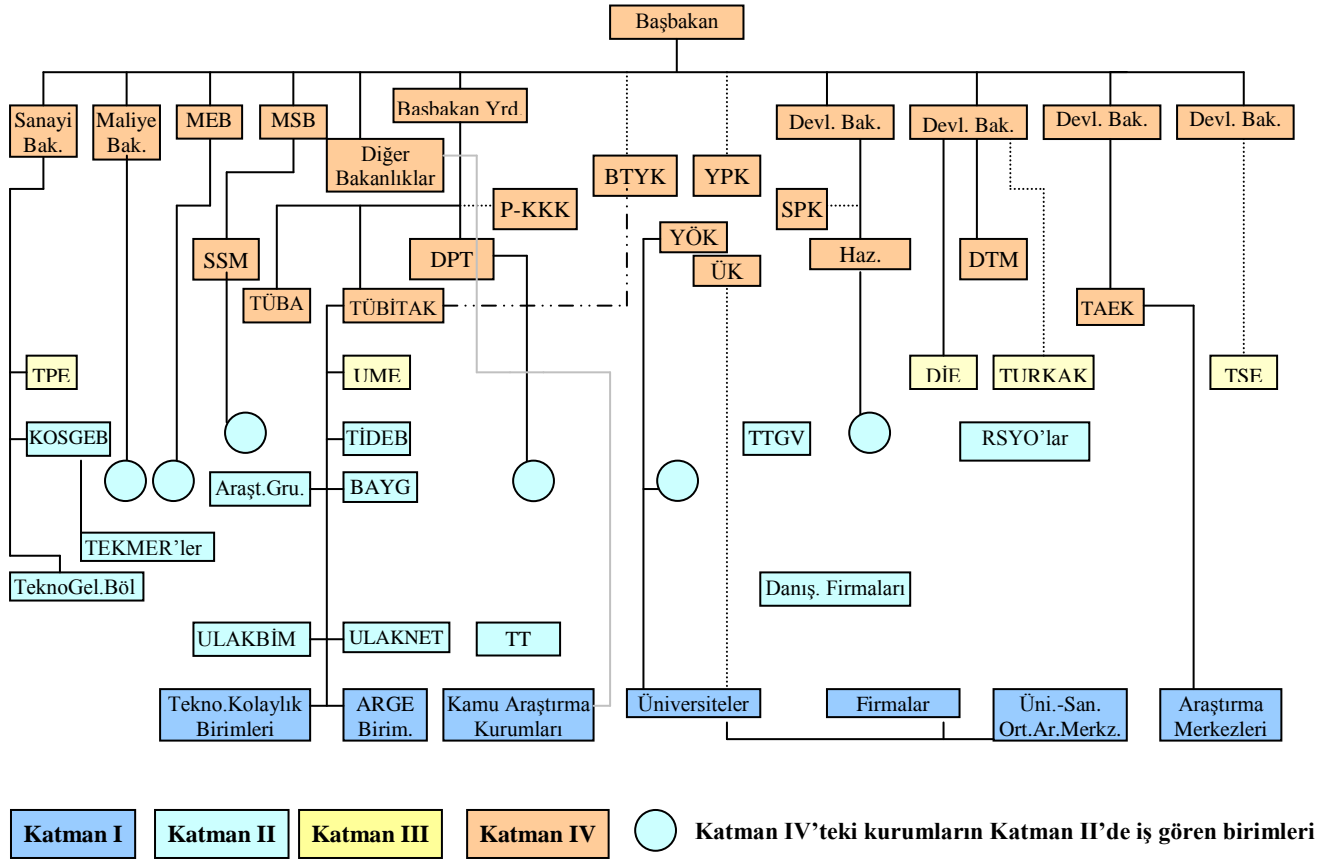 Başbakan
Sanayi
Bak.
Maliye
Bak.
MEB
MSB
Başbakan Yrd.
Devl. Bak.
Devl. Bak.
Devl. Bak.
Devl. Bak.
Diğer
Bakanlıklar
BTYK
YPK
P-KKK
SPK
YÖK
SSM
DPT
Haz.
DTM
ÜK
TÜBA
TÜBİTAK
TAEK
TPE
UME
DİE
TURKAK
TSE
KOSGEB
TİDEB
TTGV
RSYO’lar
Araşt.Gru.
BAYG
TEKMER’ler
TeknoGel.Böl
Danış. Firmaları
ULAKBİM
ULAKNET
TT
Tekno.Kolaylık
Birimleri
ARGE
Birim.
Kamu Araştırma
Kurumları
Üniversiteler
Firmalar
Üni.-San.
Ort.Ar.Merkz.
Araştırma
Merkezleri
Katman I
Katman II
Katman III
Katman IV
Katman IV’teki kurumların Katman II’de iş gören birimleri